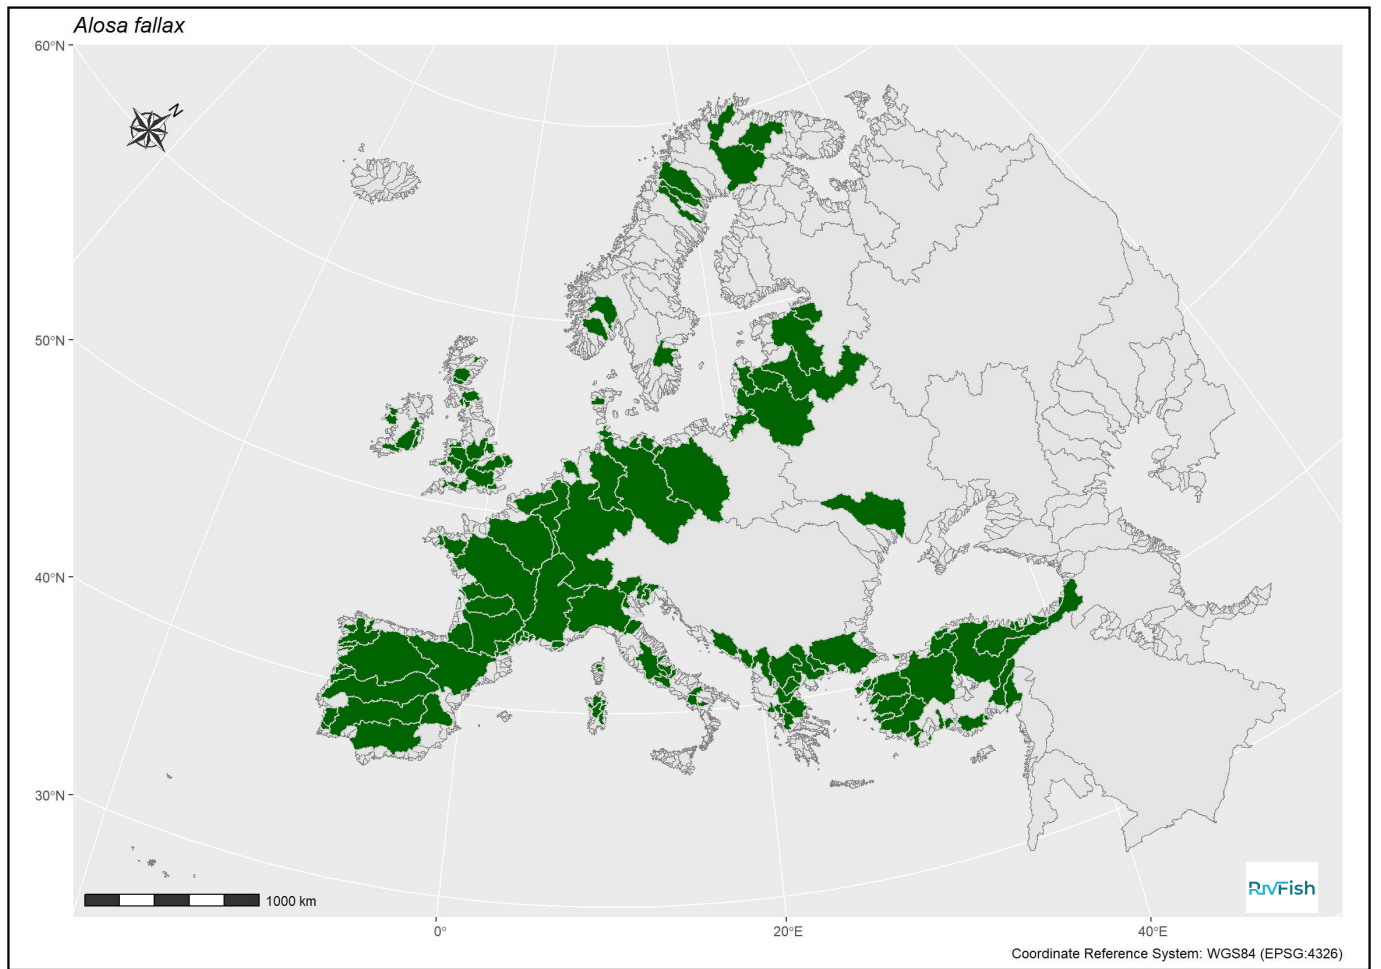 Alosa fallax
60°N
N
50°N
40°N
30°N
1000 km
RivFish
0°
20°E
40°E
Coordinate Reference System: WGS84 (EPSG:4326)